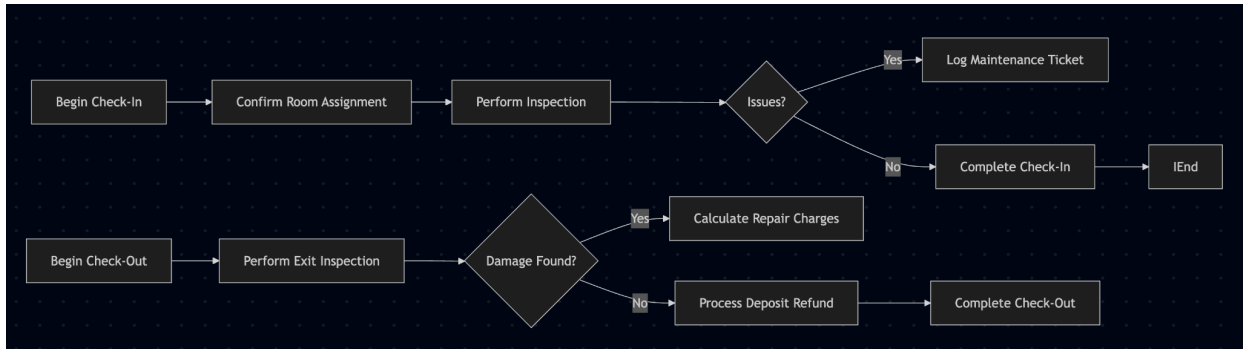 Begin Check-In
Confirm Room Assignment
Perform Inspection
Issues?
Yes
Log Maintenance Ticket
No
Complete Check-In
IEnd
Begin Check-Out
Perform Exit Inspection
Damage Found?
Yes
Calculate Repair Charges
No
Process Deposit Refund
Complete Check-Out